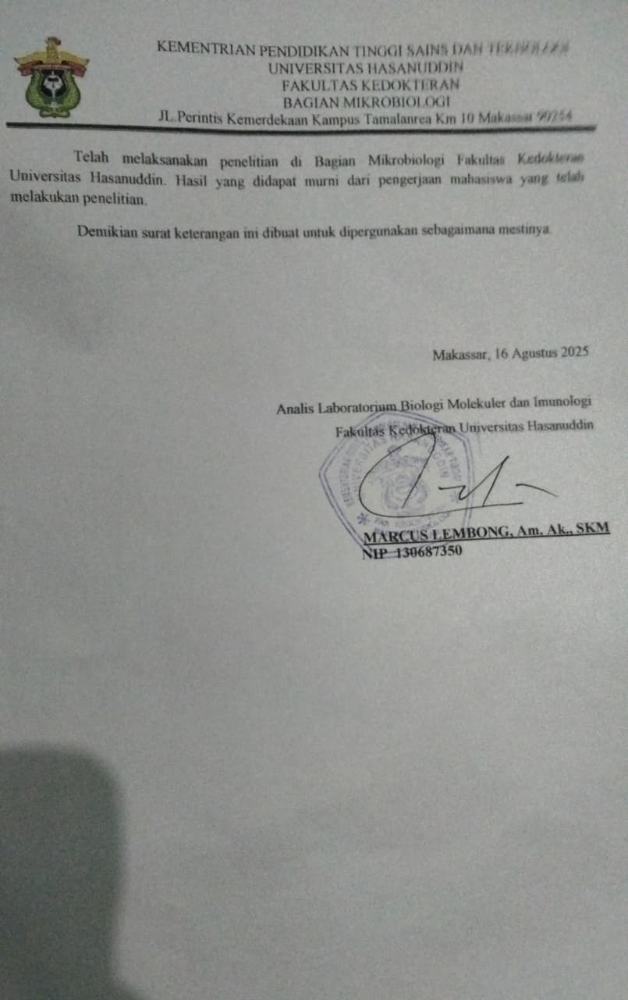 KEMENTRIAN PENDIDIKAN TINGGI SAINS DAN
UNIVERSITAS HASANUDDIN
FAKULTAS KEDOKTERAN
BAGIAN MIKROBIOLOGI
JL.Perintis Kemerdekaan Kampus Tamalanrea Km 10 Makassar
Telah melaksanakan penelitian di Bagian Mikrobiologi Fakultas Kedokteran
Universitas Hasanuddin. Hasil yang didapat murni dari pengerjaan mahasiswa yang telah
melakukan penelitian.
Demikian surat keterangan ini dibuat untuk dipergunakan sebagaimana mestinya.
Makassar, 16 Agustus 2025
Analis Laboratorium Biologi Molekuler dan Imunologi
Fakultas Kedokteran Universitas Hasanuddin
MARCUS LEMBONG, Am. Ak., SKM
NIP 130687350